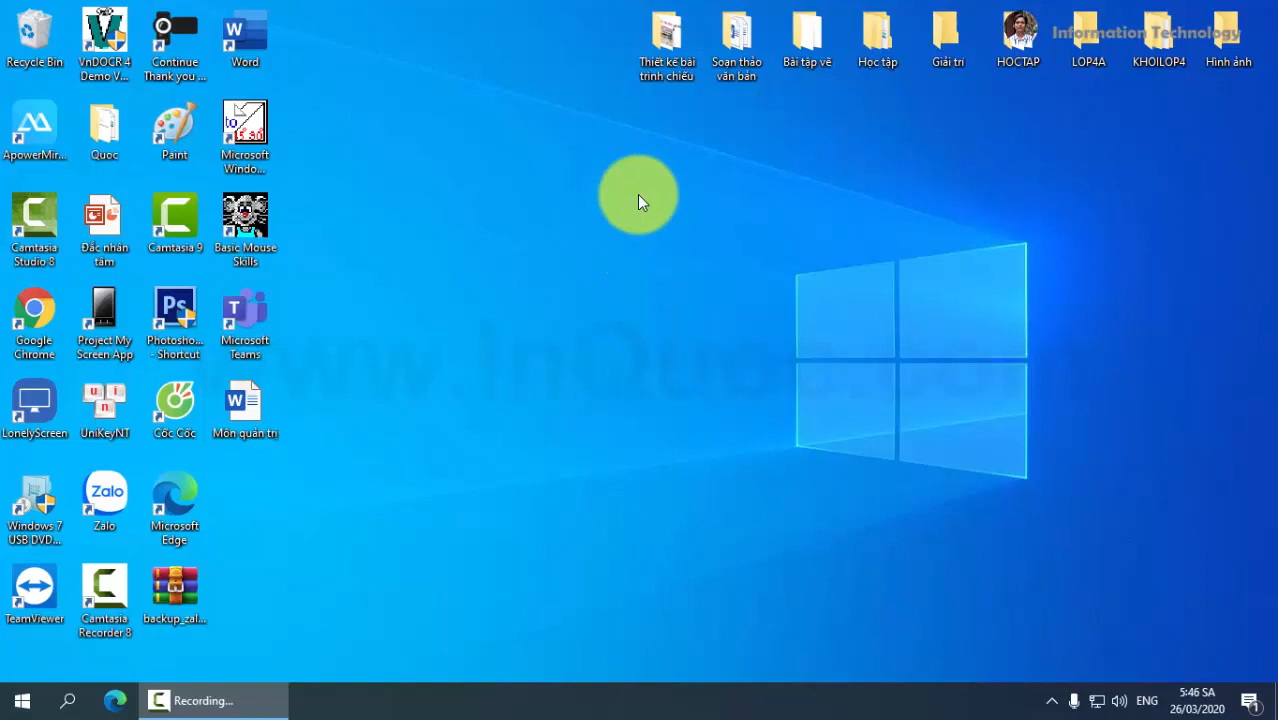 Recycle Bin
VnDOCR 4
Demo V...
Continue
Thank you ...
Word
W
Thiết kế bài
trình chiếu
Soạn thảo
văn bản
Bài tập vẽ
Học tập
Giải trí
HOCTAP
LOP4A
KHOILOP4
Hình ảnh
Information Technology
ApowerMir...
Quoc
Paint
Microsoft
Windo...
Camtasia
Studio 8
Đắc nhân
tâm
Camtasia 9
Basic Mouse
Skills
Google
Chrome
Project My
Screen App
Ps
Photosho...
- Shortcut
T
Microsoft
Teams
LonelyScreen
u n i
UniKeyNT
Cốc Cốc
W
Môn quản trị
Windows 7
USB DVD...
Zalo
Zalo
Microsoft
Edge
TeamViewer
Camtasia
Recorder 8
backup_zal...
Recording...
ENG
5:46 SA
26/03/2020
1